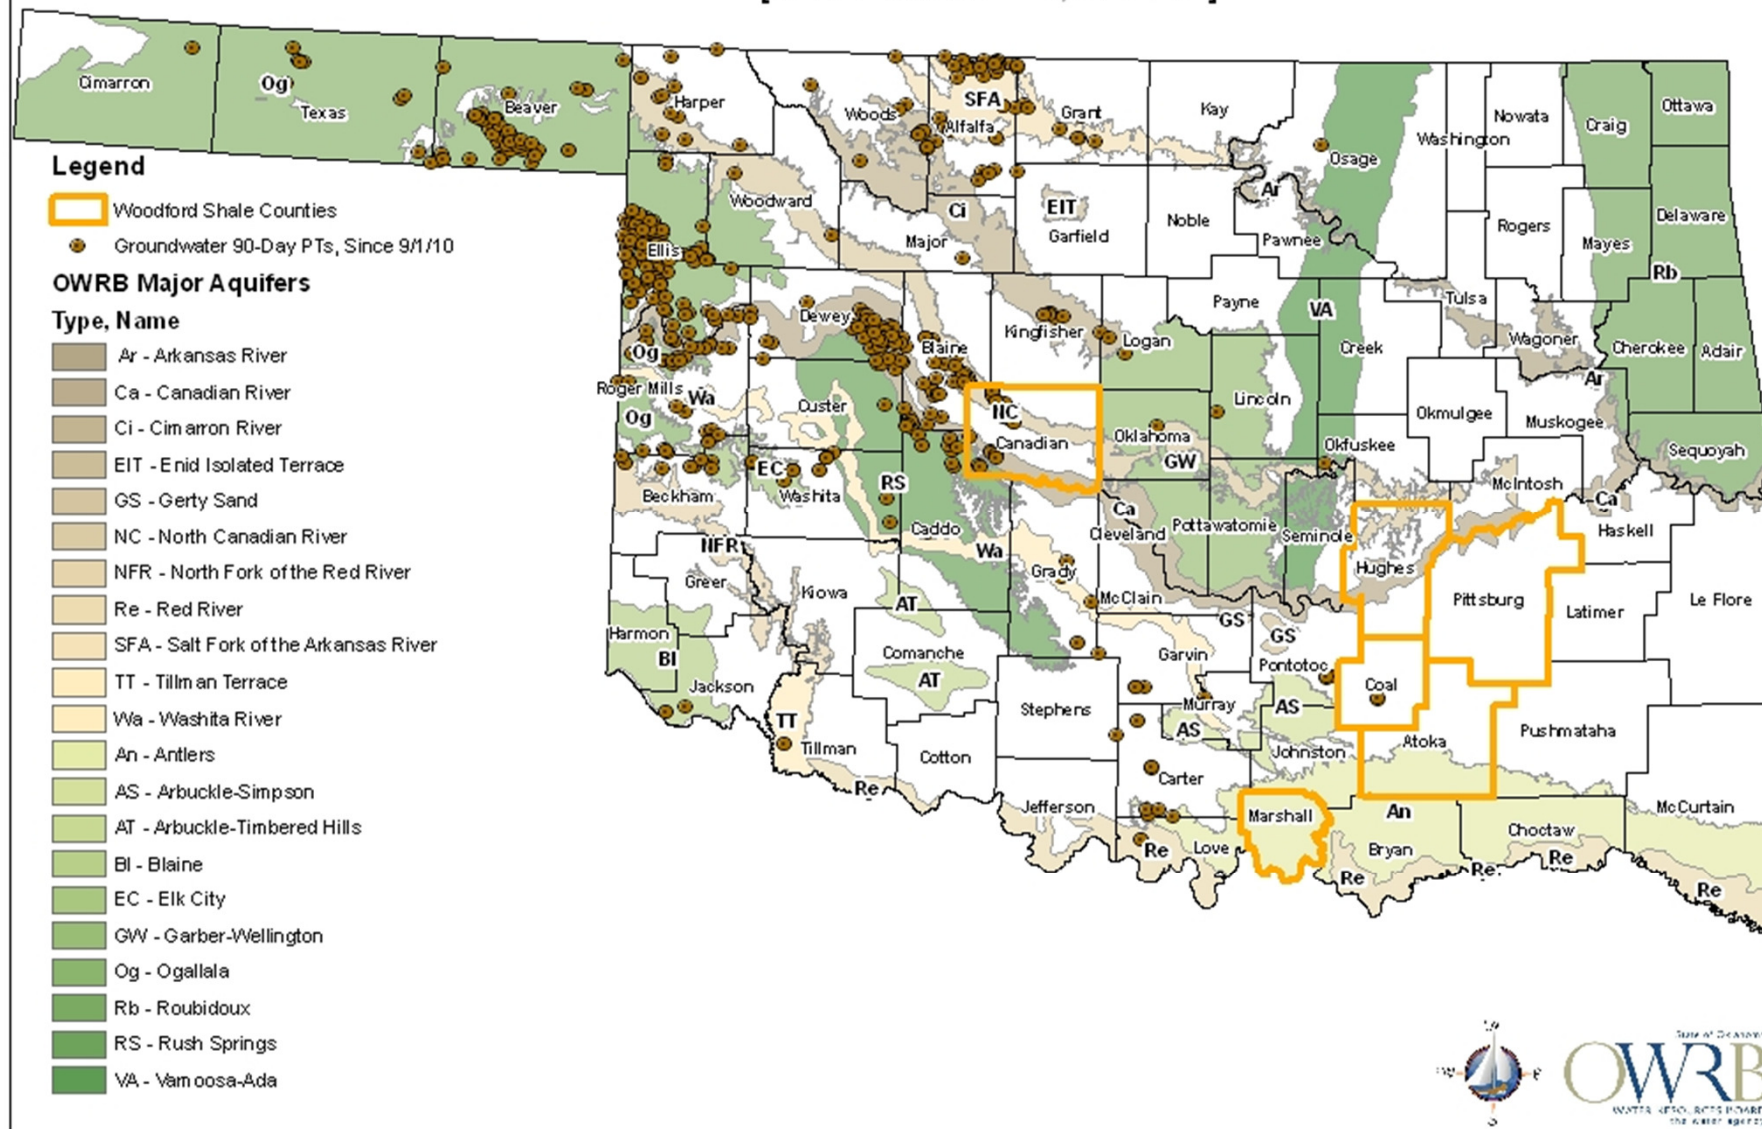 Cimarron
Og
Texas
Beaver
Harper
Woods
SFA
Alfalfa
Grant
Kay
Osage
Washington
Nowata
Craig
Ottawa
Legend
Woodford Shale Counties
Groundwater 90-Day PTs, Since 9/1/10
OWRB Major Aquifers
Type, Name
Ar - Arkansas River
Ca - Canadian River
Ci - Cimarron River
EIT - Enid Isolated Terrace
GS - Gerty Sand
NC - North Canadian River
NFR - North Fork of the Red River
Re - Red River
SFA - Salt Fork of the Arkansas River
TT - Tillman Terrace
Wa - Washita River
An - Antlers
AS - Arbuckle-Simpson
AT - Arbuckle-Timbered Hills
Bl - Blaine
EC - Elk City
GW - Garber-Wellington
Og - Ogallala
Rb - Roubidoux
RS - Rush Springs
VA - Vamoosa-Ada
Woodward
Ci
EIT
Garfield
Noble
Ar
Pawnee
Rogers
Mayes
Delaware
Ellis
Major
Rb
Payne
VA
Tulsa
Dewey
Kingfisher
Logan
Creek
Wagoner
Cherokee
Adair
Og
Blaine
Ar
Roger Mills
Wa
Og
Custer
NC
Canadian
Oklahoma
Lincoln
Okmulgee
Muskogee
Okfuskee
Sequoyah
GW
EC
Washita
RS
Beckham
McIntosh
Ca
Ca
Haskell
Caddo
Cleveland
Pottawatomie
Seminole
NFR
Wa
Greer
Kiowa
Grady
Hughes
McClain
Pittsburg
Latimer
Le Flore
AT
Harmon
Bl
GS
GS
Comanche
AT
Garvin
Pontotoc
Coal
Jackson
Stephens
Murray
AS
AS
TT
Tillman
Cotton
Johnston
Atoka
Pushmataha
Re
Carter
Jefferson
Marshall
An
McCurtain
Re
Love
Bryan
Choctaw
Re
Re
Re
Re
State of Oklahoma
OWRB
WATER RESOURCES BOARD
the water agency